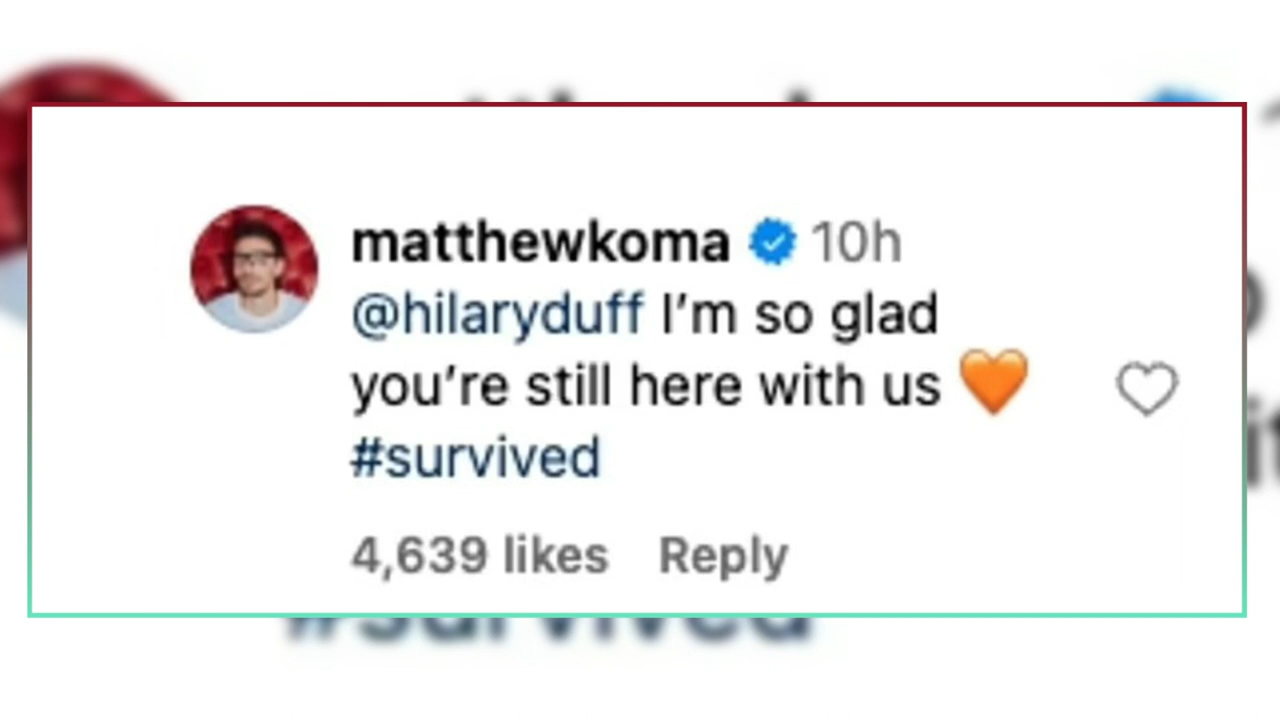 matthewkoma 10h
@hilaryduff I’m so glad
you’re still here with us 🧡
#survived
4,639 likes Reply